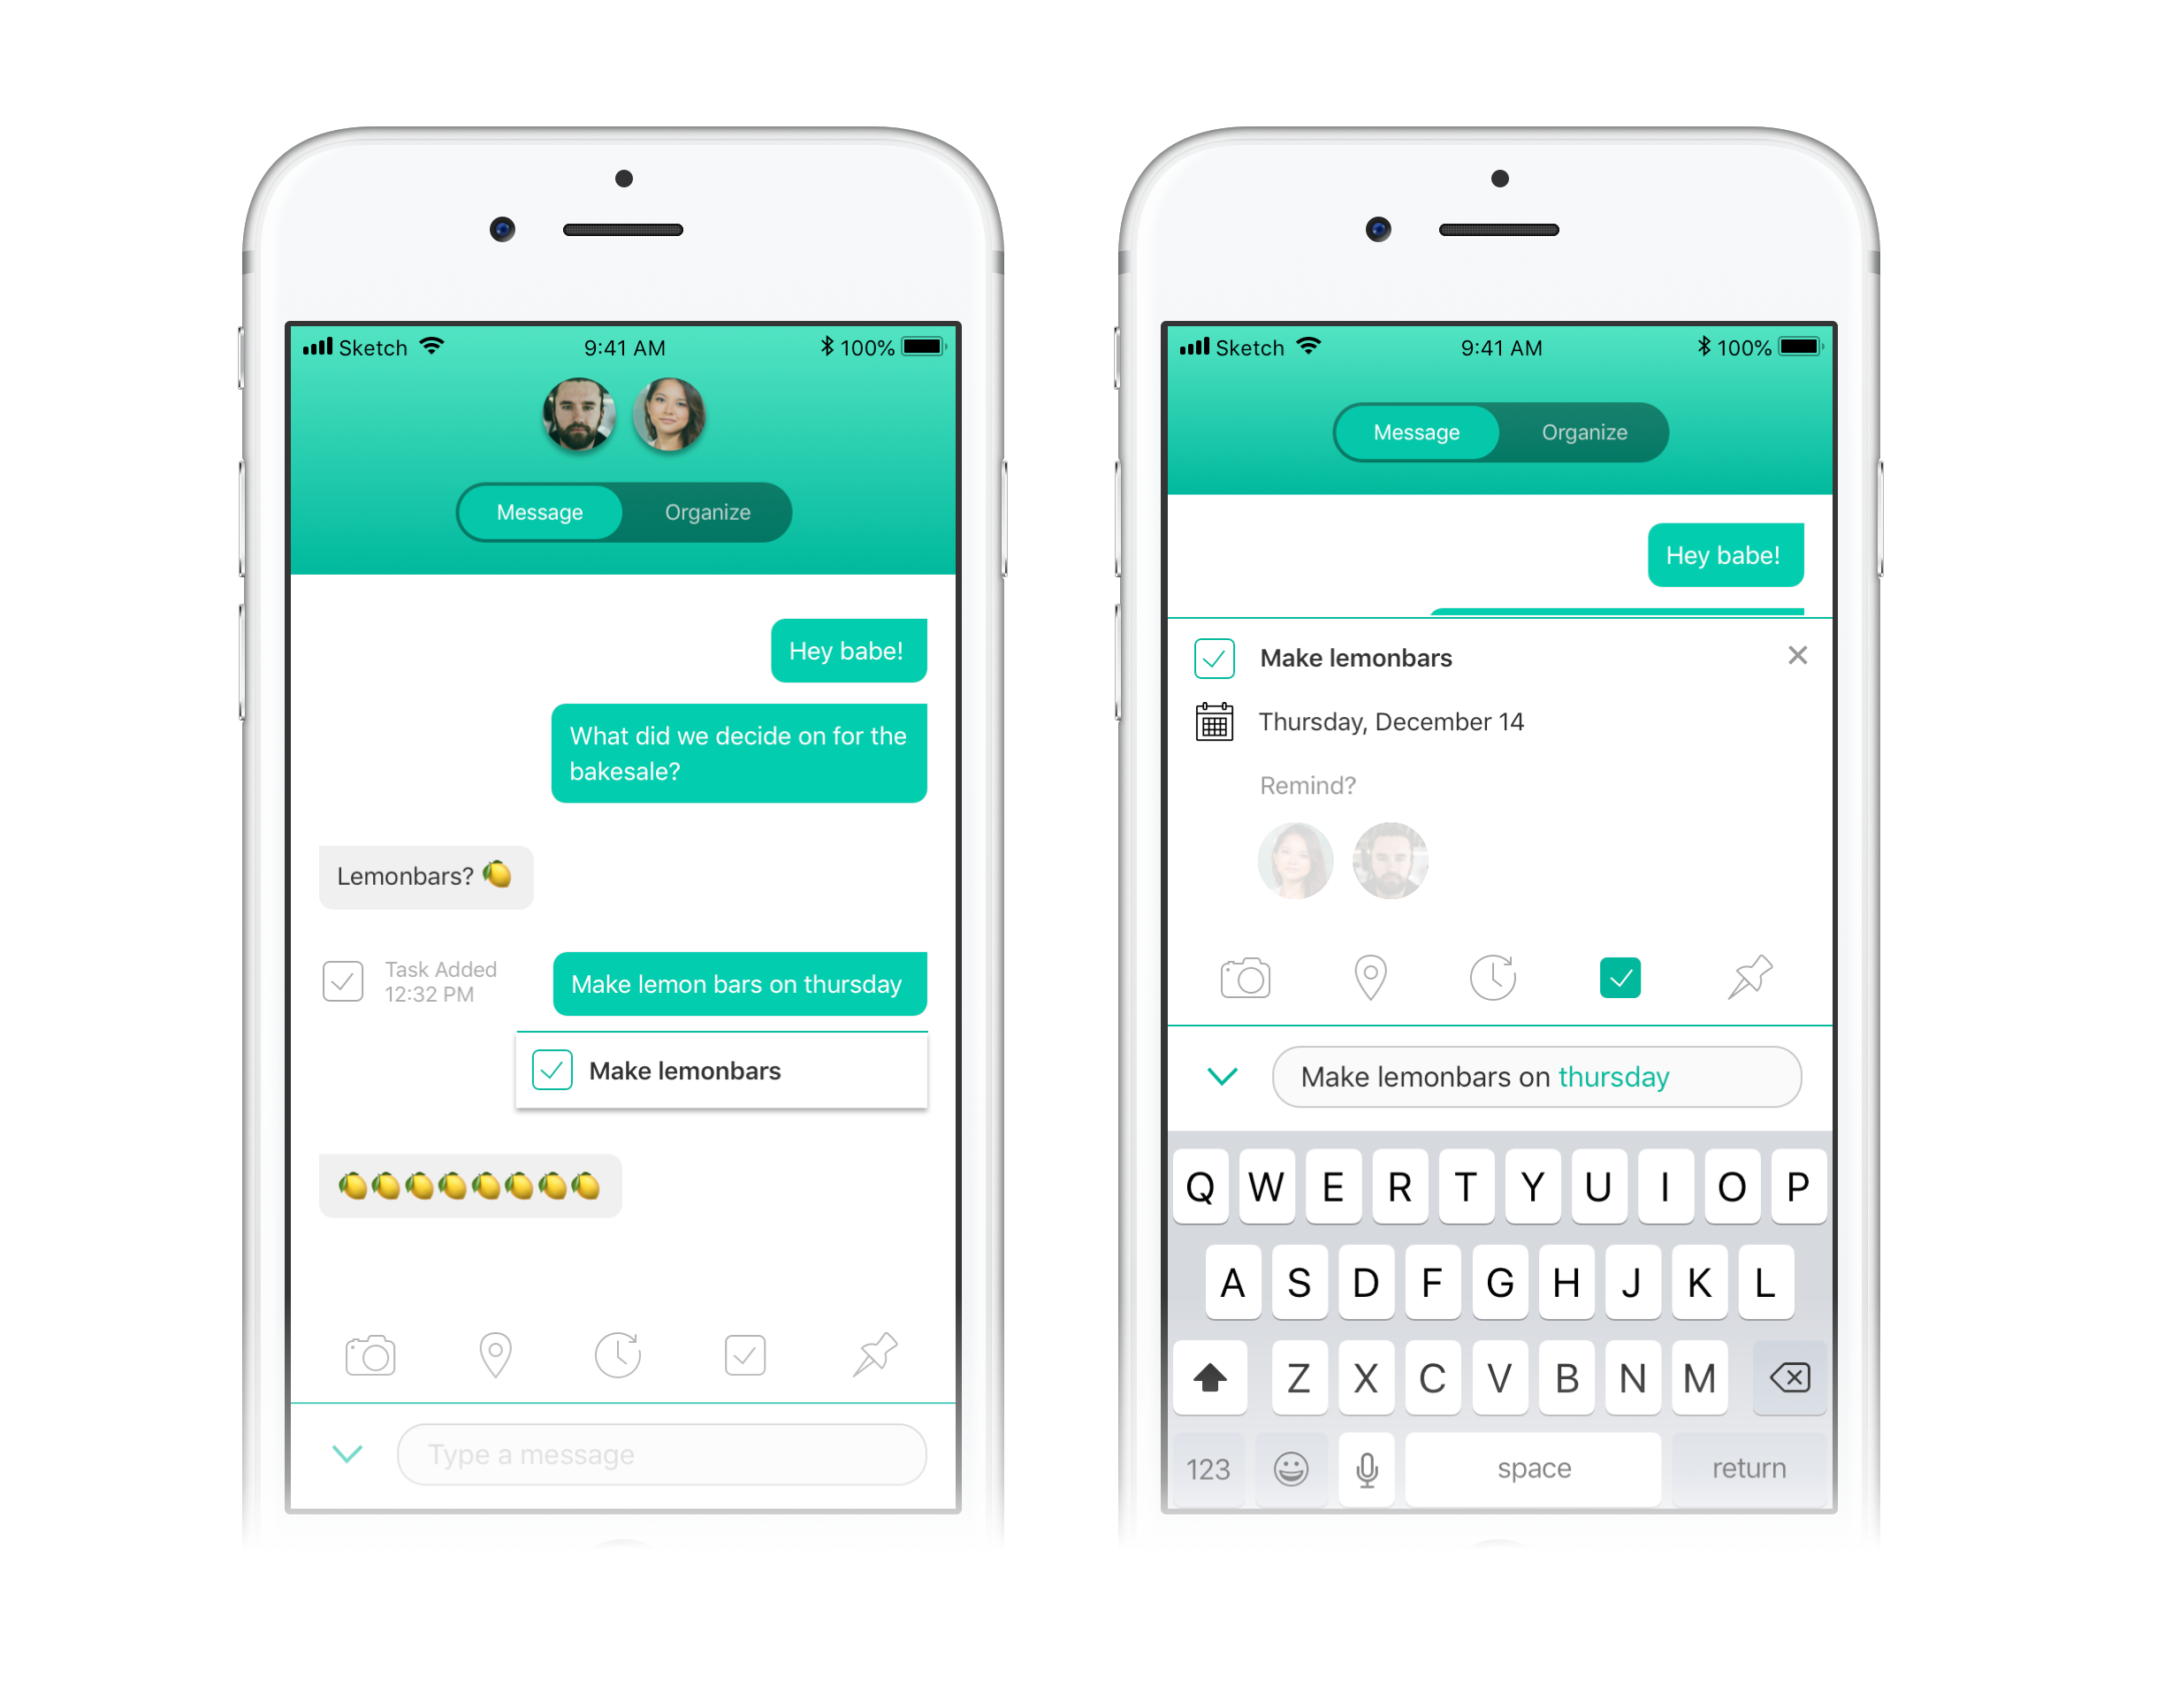 Sketch 9:41 AM 100%
Message Organize
Hey babe!
What did we decide on for the
bakesale?
Lemonbars? 🍋
Task Added
12:32 PM
Make lemon bars on thursday
Make lemonbars
🍋🍋🍋🍋🍋🍋🍋🍋
Type a message
Sketch 9:41 AM 100%
Message Organize
Hey babe!
Make lemonbars
Thursday, December 14
Remind?
Make lemonbars on thursday
Q W E R T Y U I O P
A S D F G H J K L
Z X C V B N M
123 space return